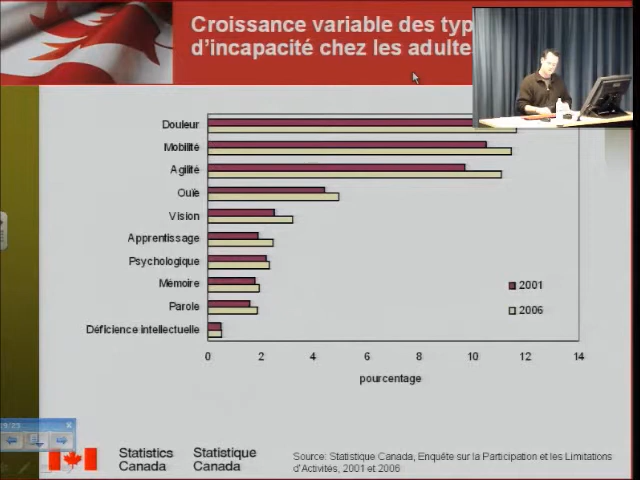 Croissance variable des
d'incapacité chez les
Douleur
Mobilité
Agilité
Ouïe
Vision
Apprentissage
Psychologique
Mémoire
Parole
Déficience intellectuelle
2001
2006
0 2 4 6 8 10 12 14
pourcentage
19/23
Statistics Statistique
Canada Canada
Source: Statistique Canada, Enquête sur la Participation et les Limitations
d'Activités, 2001 et 2006